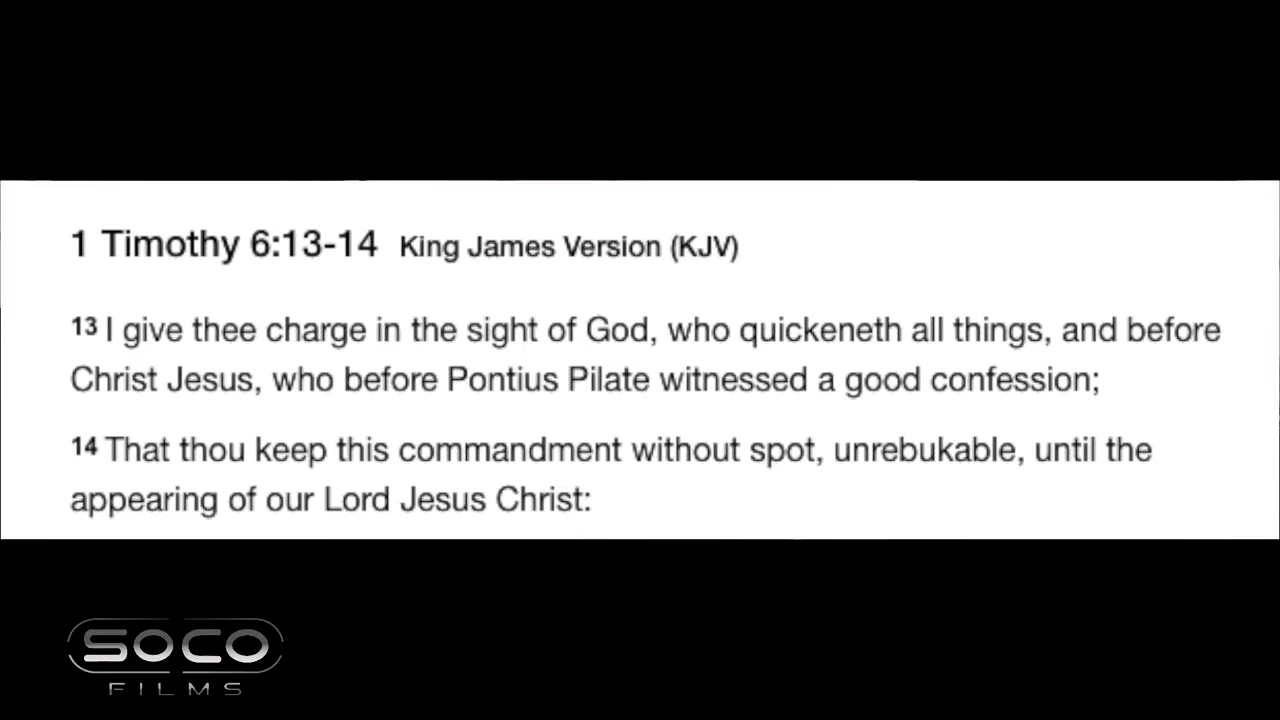 1 Timothy 6:13-14 King James Version (KJV)
13 I give thee charge in the sight of God, who quickeneth all things, and before
Christ Jesus, who before Pontius Pilate witnessed a good confession;
14 That thou keep this commandment without spot, unrebukable, until the
appearing of our Lord Jesus Christ:
SOCO
FILMS